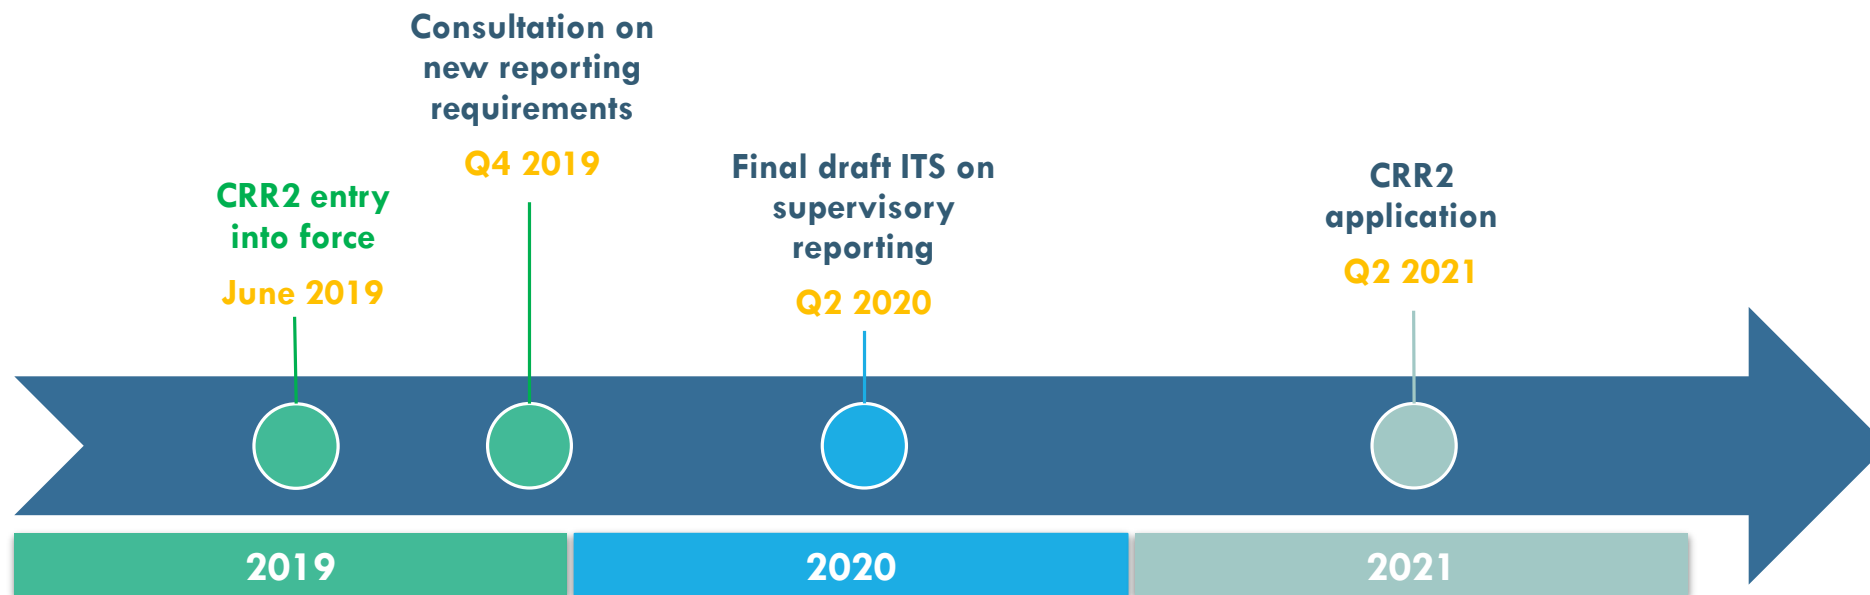 Consultation on
new reporting
requirements
Q4 2019
CRR2 entry
into force
June 2019
Final draft ITS on
supervisory
reporting
Q2 2020
CRR2
application
Q2 2021
2019
2020
2021